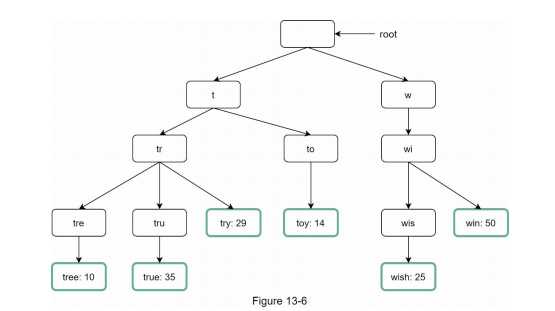 root
t
w
tr
to
wi
tre
tru
try: 29
toy: 14
wis
win: 50
tree: 10
true: 35
wish: 25
Figure 13-6